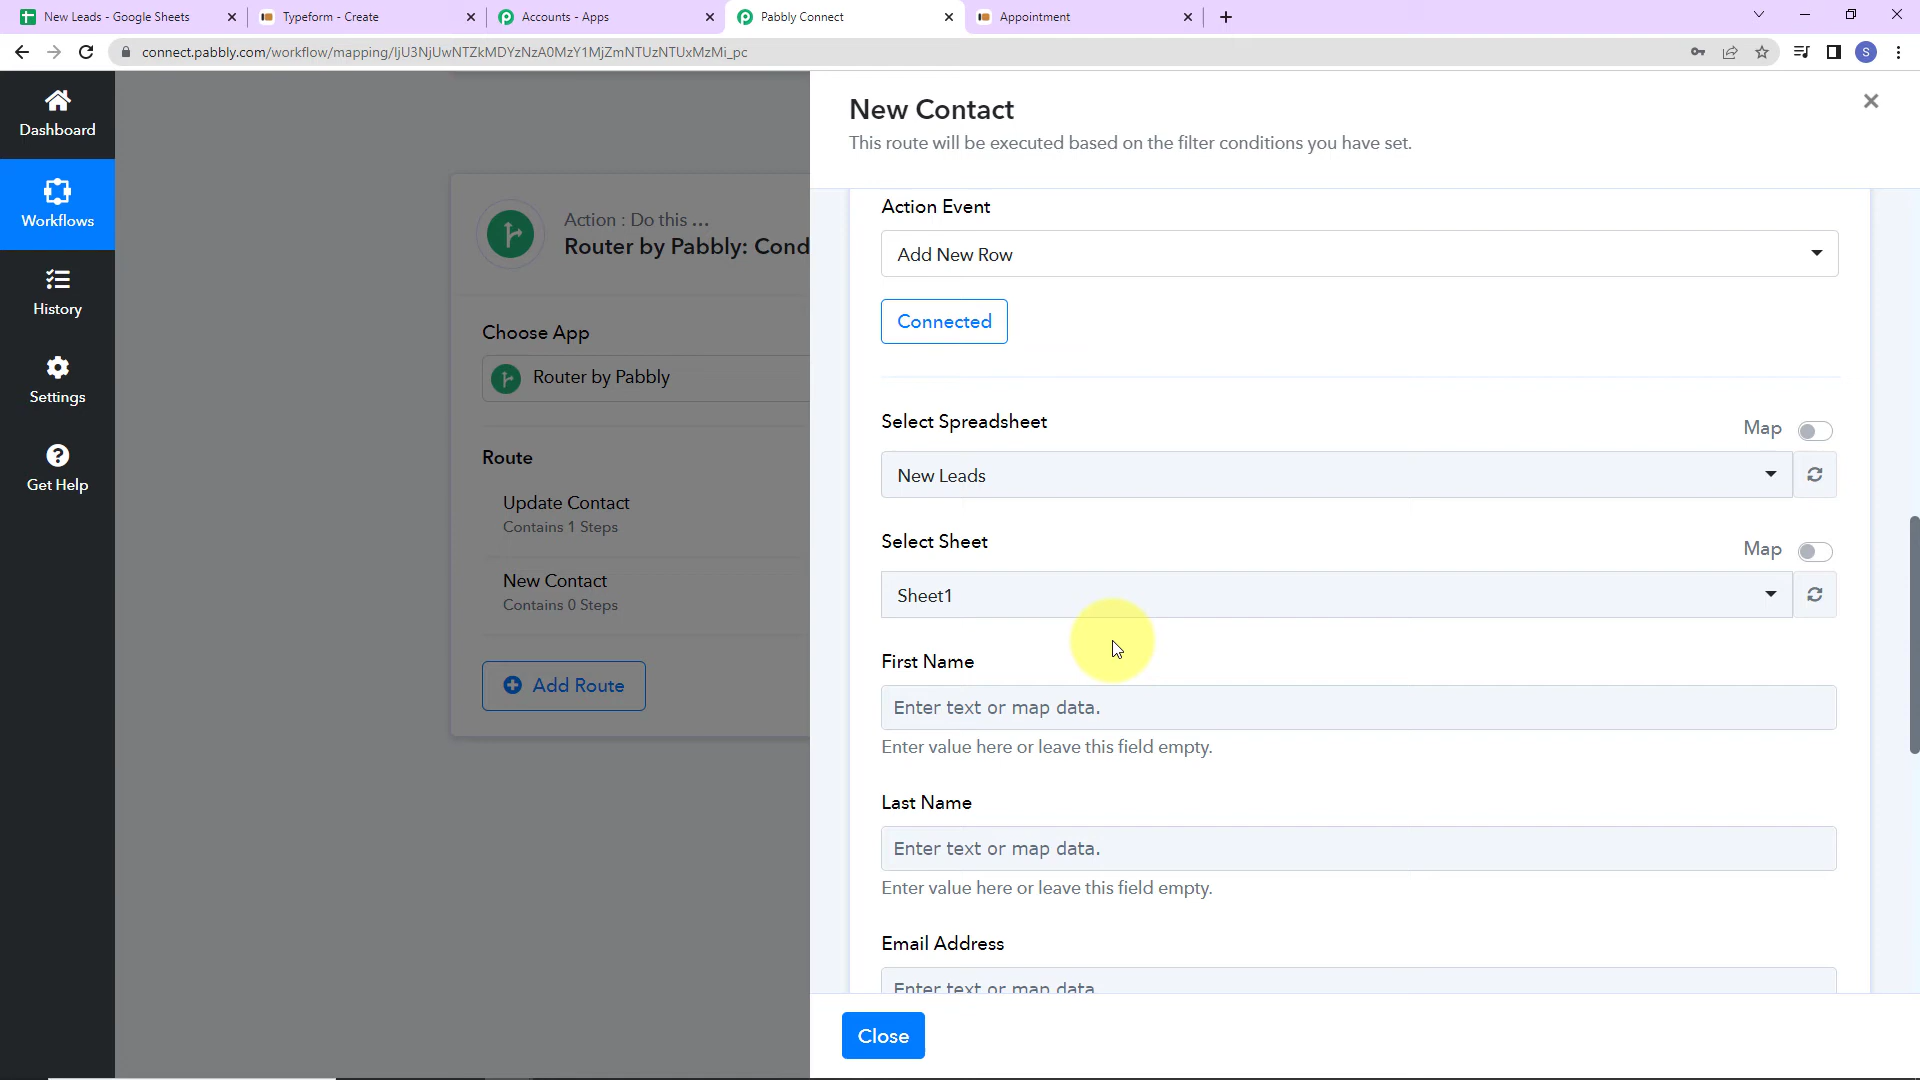 New Leads - Google Sheets
Typeform - Create
Accounts - Apps
Pabbly Connect
Appointment
connect.pabbly.com/workflow/mapping/IjU3NjUwNTZkMDYzNzA0MzY1MjZmNTUzNTUxMzMi_pc
S
Dashboard
Workflows
History
Settings
Get Help
Action : Do this ...
Router by Pabbly: Cond
Choose App
Router by Pabbly
Route
Update Contact
Contains 1 Steps
New Contact
Contains 0 Steps
Add Route
New Contact
This route will be executed based on the filter conditions you have set.
Action Event
Add New Row
Connected
Select Spreadsheet
Map
New Leads
Select Sheet
Map
Sheet1
First Name
Enter text or map data.
Enter value here or leave this field empty.
Last Name
Enter text or map data.
Enter value here or leave this field empty.
Email Address
Enter text or map data.
Close